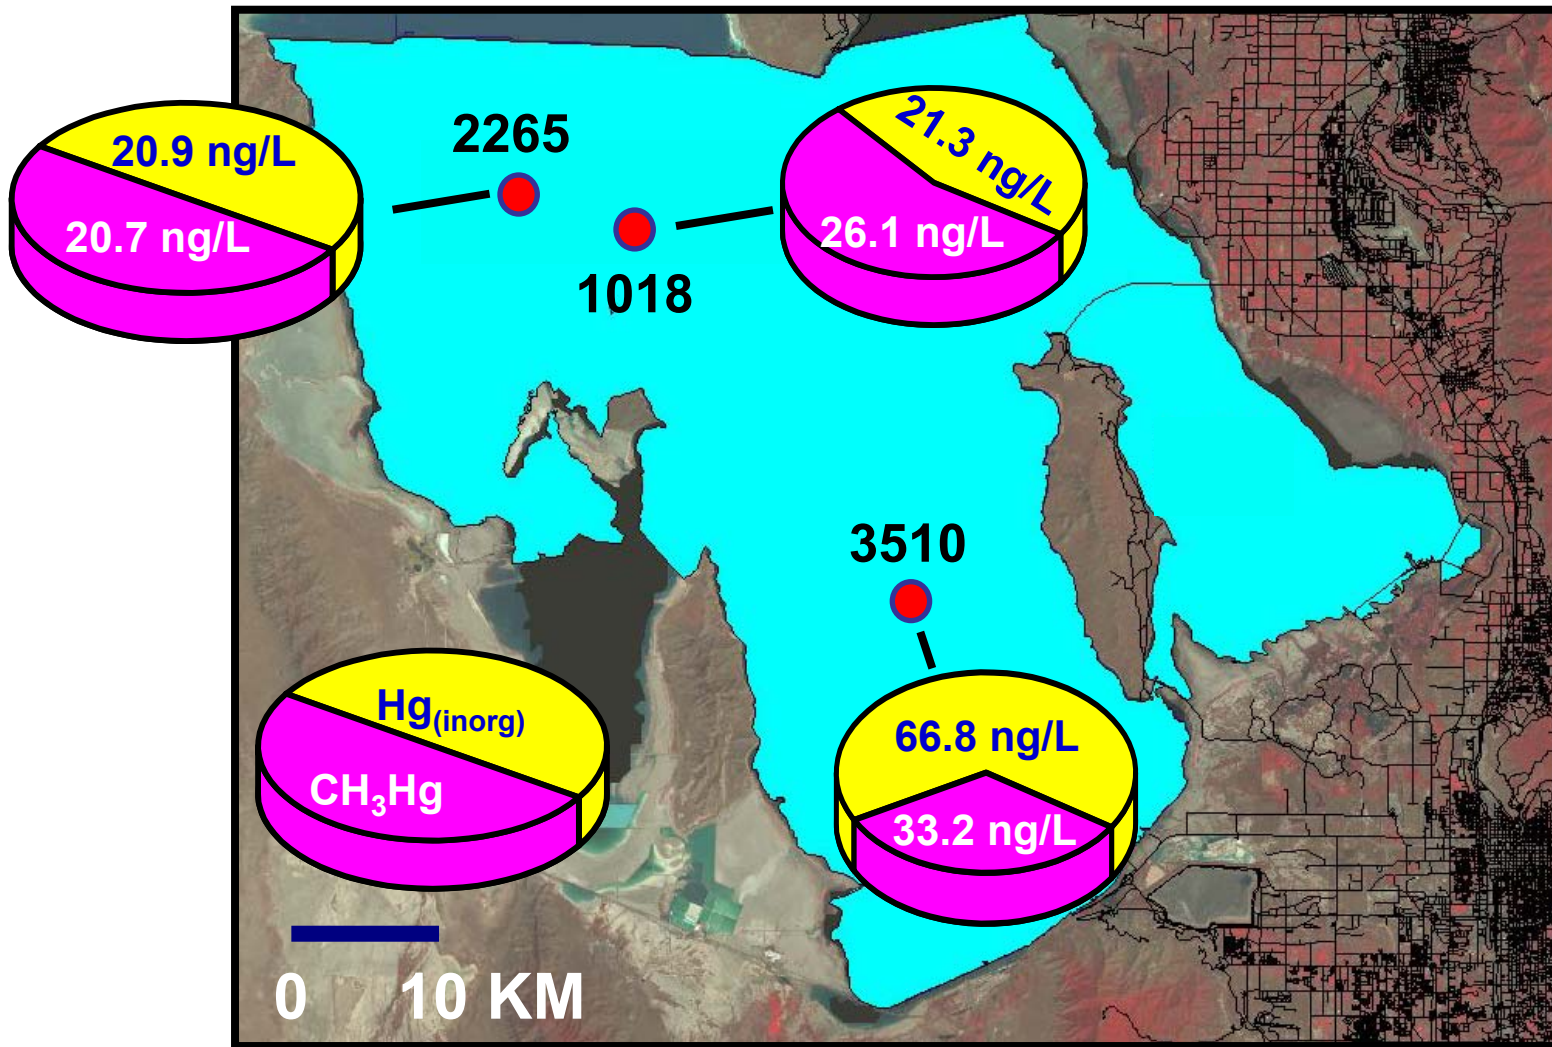 2265
20.9 ng/L
20.7 ng/L
21.3 ng/L
26.1 ng/L
1018
3510
66.8 ng/L
33.2 ng/L
Hg(inorg)
CH₃Hg
0 10 KM